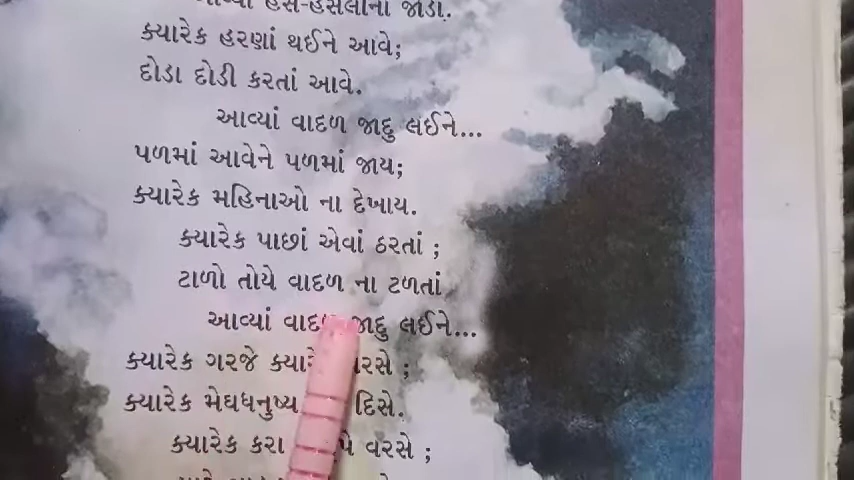 હંસ-હંસલીનાં જોડાં.
ક્યારેક હરણાં થઈને આવે;
દોડા દોડી કરતાં આવે.
આવ્યાં વાદળ જાદુ લઈને...
પળમાં આવેને પળમાં જાય;
ક્યારેક મહિનાઓ ના દેખાય.
ક્યારેક પાછાં એવાં ઠરતાં ;
ટાળો તોયે વાદળ ના ટળતાં
આવ્યાં જાદુ લઈને...
ક્યારેક ગરજે
ક્યારેક મેઘધનુષ્ય દિસે.
ક્યારેક કરા વરસે ;